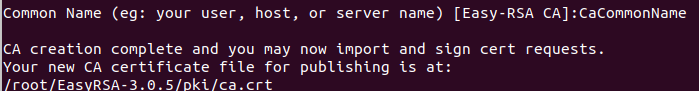 Common Name (eg: your user, host, or server name) [Easy-RSA CA]:CaCommonName
CA creation complete and you may now import and sign cert requests.
Your new CA certificate file for publishing is at:
/root/EasyRSA-3.0.5/pki/ca.crt